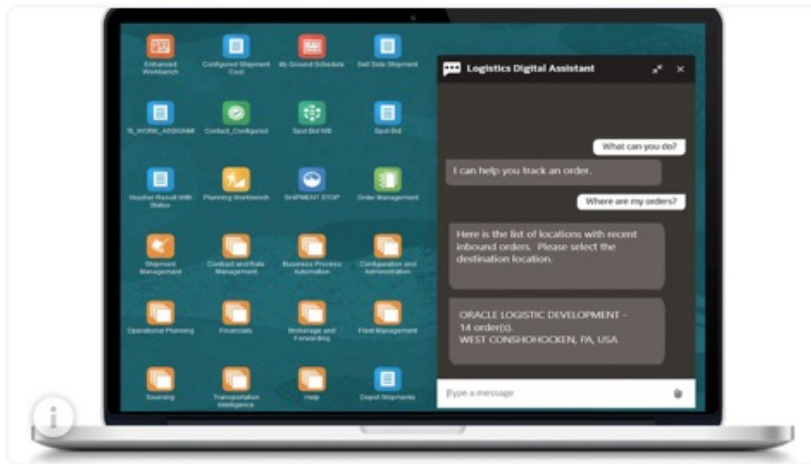 Enhanced
Workbench
Configured Shipment
Cost
My Ground Schedule
Sell Side Shipment
Contact_Configured
Spot Bid WB
Spot Bid
Voucher Result With
Status
Planning Workbench
SHIPMENT STOP
Order Management
Shipment
Management
Contract and Rate
Management
Business Process
Automation
Configuration and
Administration
Operational Planning
Financials
Brokerage and
Forwarding
Fleet Management
Sourcing
Transportation
Intelligence
Help
Depot Shipments
Logistics Digital Assistant
What can you do?
I can help you track an order.
Where are my orders?
Here is the list of locations with recent
inbound orders. Please select the
destination location.
ORACLE LOGISTIC DEVELOPMENT -
14 order(s).
WEST CONSHOHOCKEN, PA, USA
Type a message
i